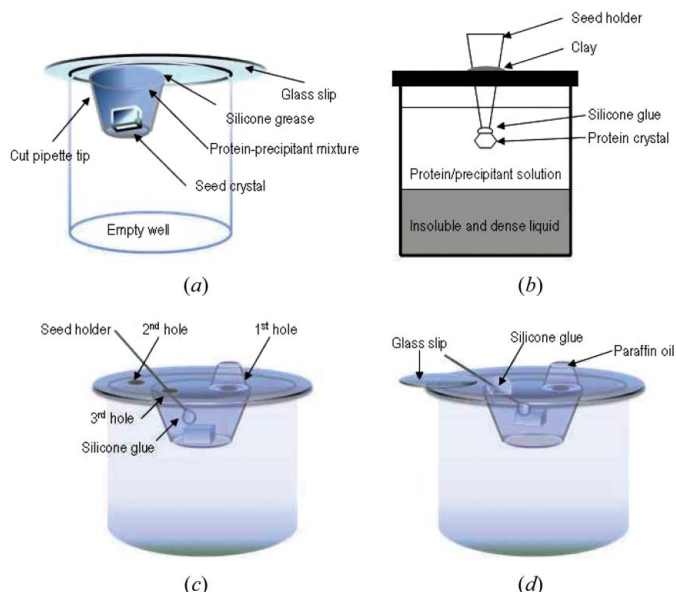 Glass slip
Silicone grease
Cut pipette tip
Protein-precipitant mixture
Seed crystal
Empty well
(a)
Seed holder
Clay
Silicone glue
Protein crystal
Protein/precipitant solution
Insoluble and dense liquid
(b)
Seed holder
2nd hole
1st hole
3rd hole
Silicone glue
(c)
Glass slip
Silicone glue
Paraffin oil
(d)